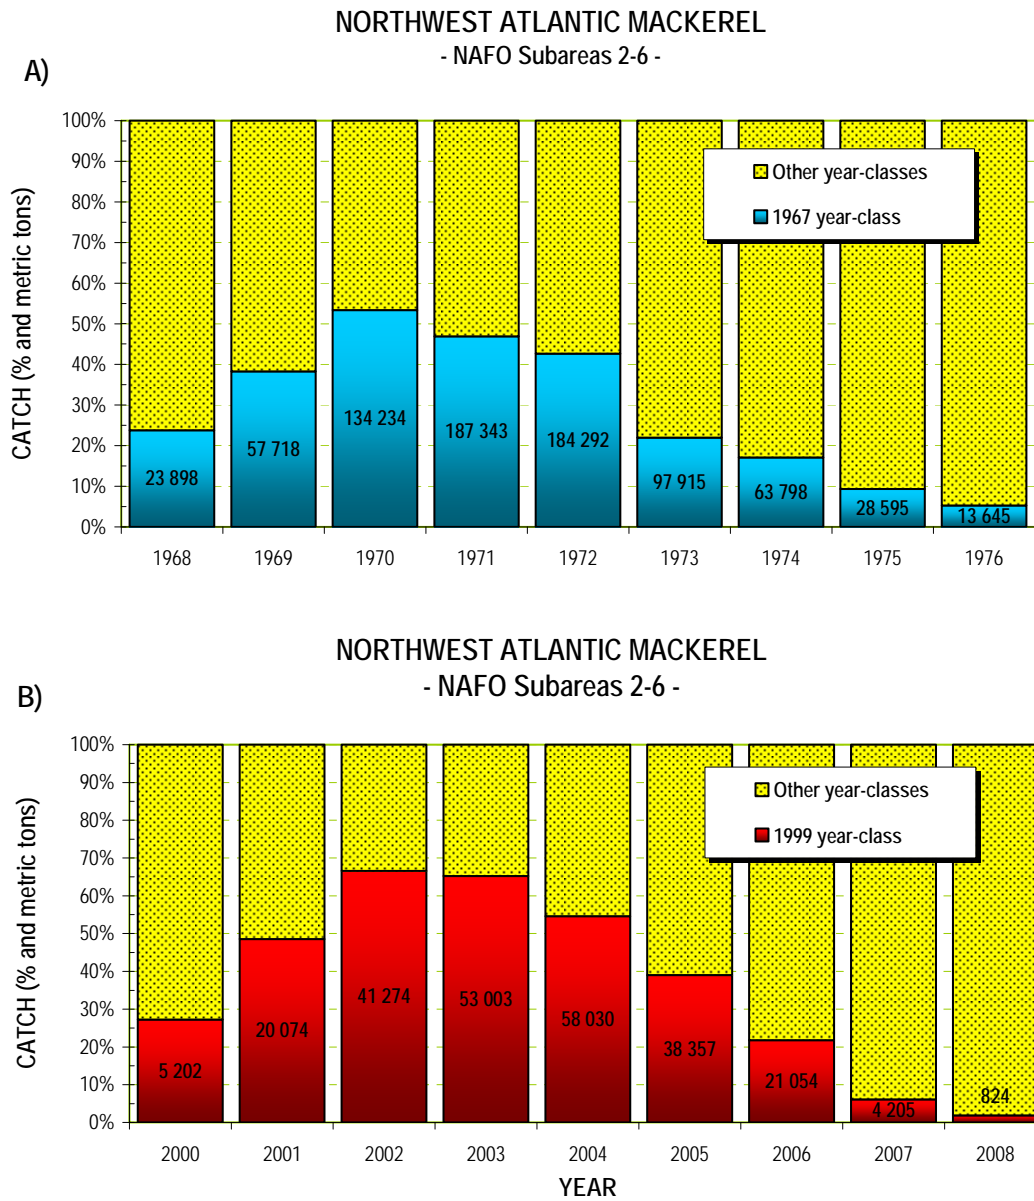 NORTHWEST ATLANTIC MACKEREL
- NAFO Subareas 2-6 -
A)
CATCH (% and metric tons)
100%
90%
80%
70%
60%
50%
40%
30%
20%
10%
0%
Other year-classes
1967 year-class
23 898
57 718
134 234
187 343
184 292
97 915
63 798
28 595
13 645
1968 1969 1970 1971 1972 1973 1974 1975 1976
NORTHWEST ATLANTIC MACKEREL
- NAFO Subareas 2-6 -
B)
CATCH (% and metric tons)
100%
90%
80%
70%
60%
50%
40%
30%
20%
10%
0%
Other year-classes
1999 year-class
5 202
20 074
41 274
53 003
58 030
38 357
21 054
4 205
824
2000 2001 2002 2003 2004 2005 2006 2007 2008
YEAR